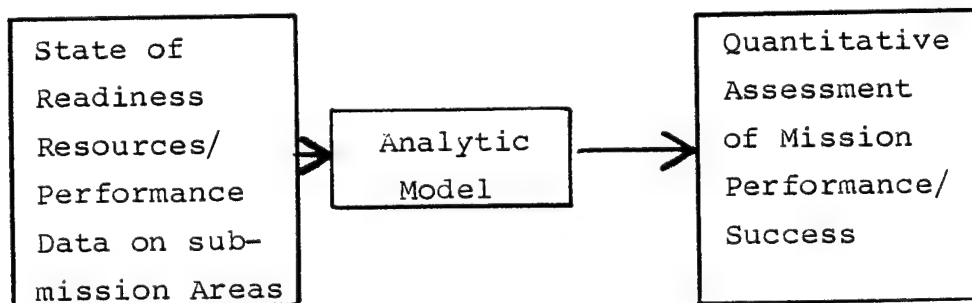 State of
Readiness
Resources/
Performance
Data on sub-
mission Areas
Analytic
Model
Quantitative
Assessment
of Mission
Performance/
Success